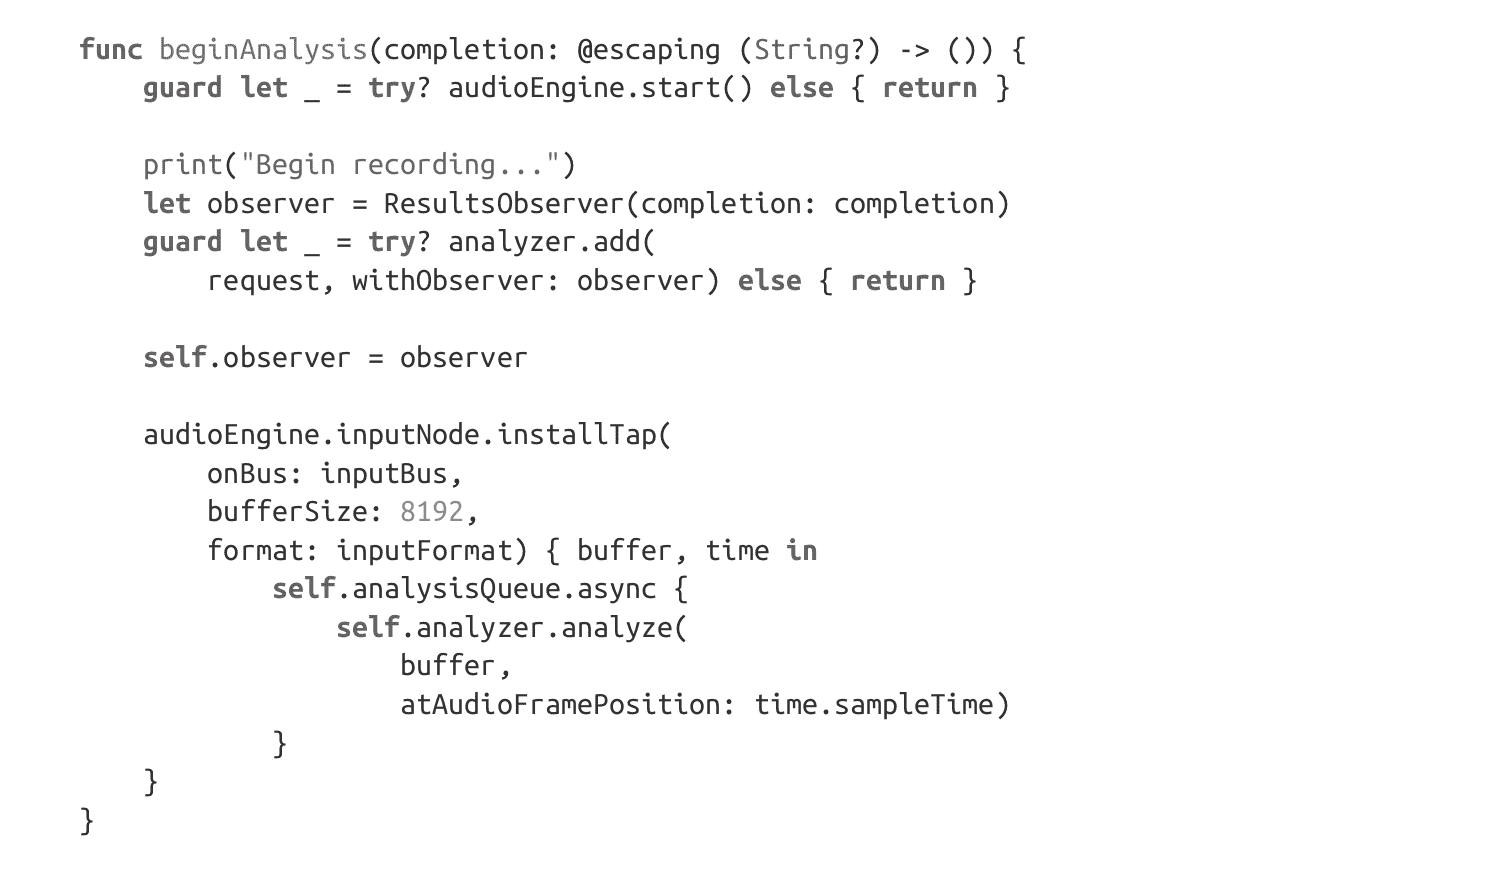 func beginAnalysis(completion: @escaping (String?) -> ()) {
    guard let _ = try? audioEngine.start() else { return }

    print("Begin recording...")
    let observer = ResultsObserver(completion: completion)
    guard let _ = try? analyzer.add(
        request, withObserver: observer) else { return }

    self.observer = observer

    audioEngine.inputNode.installTap(
        onBus: inputBus,
        bufferSize: 8192,
        format: inputFormat) { buffer, time in
            self.analysisQueue.async {
                self.analyzer.analyze(
                    buffer,
                    atAudioFramePosition: time.sampleTime)
            }
    }
}